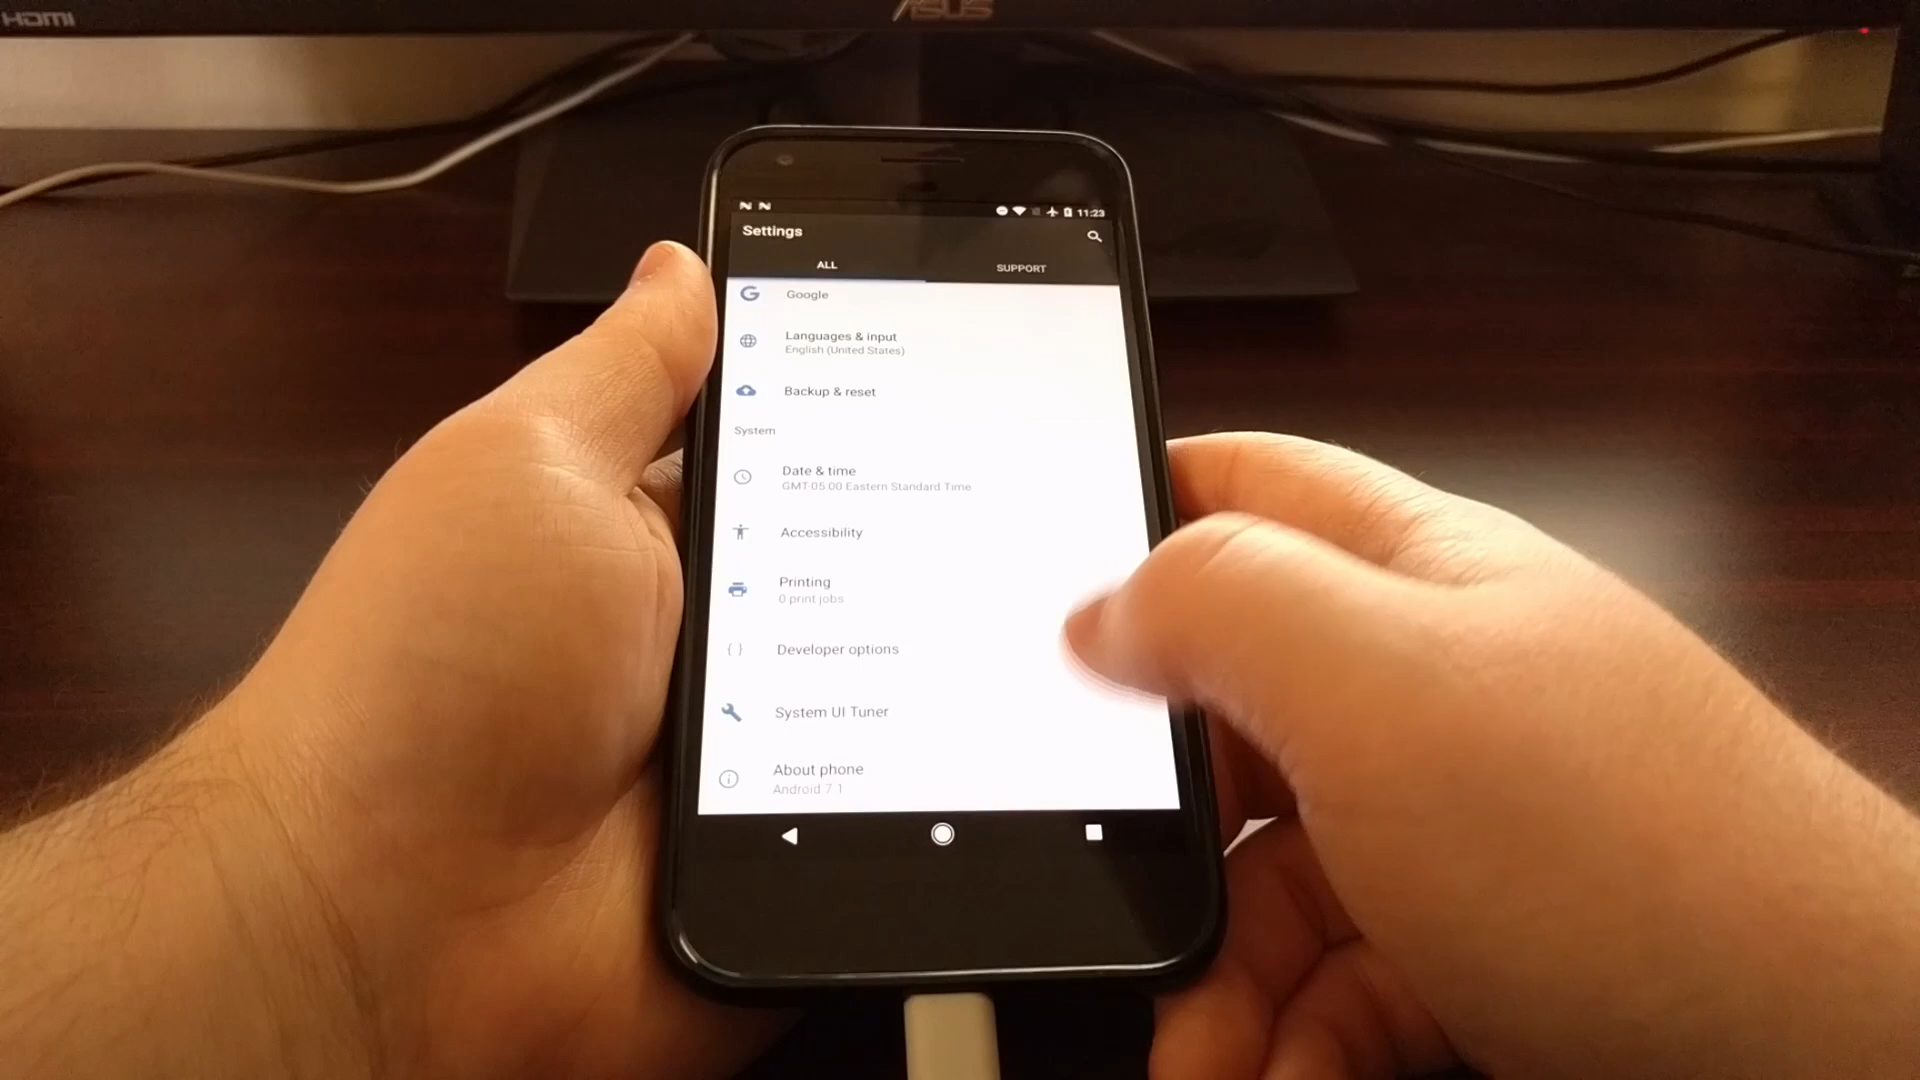 HDMI
ASUS
11:23
Settings
ALL
SUPPORT
Google
Languages & input
English (United States)
Backup & reset
System
Date & time
GMT-05:00 Eastern Standard Time
Accessibility
Printing
0 print jobs
Developer options
System UI Tuner
About phone
Android 7.1